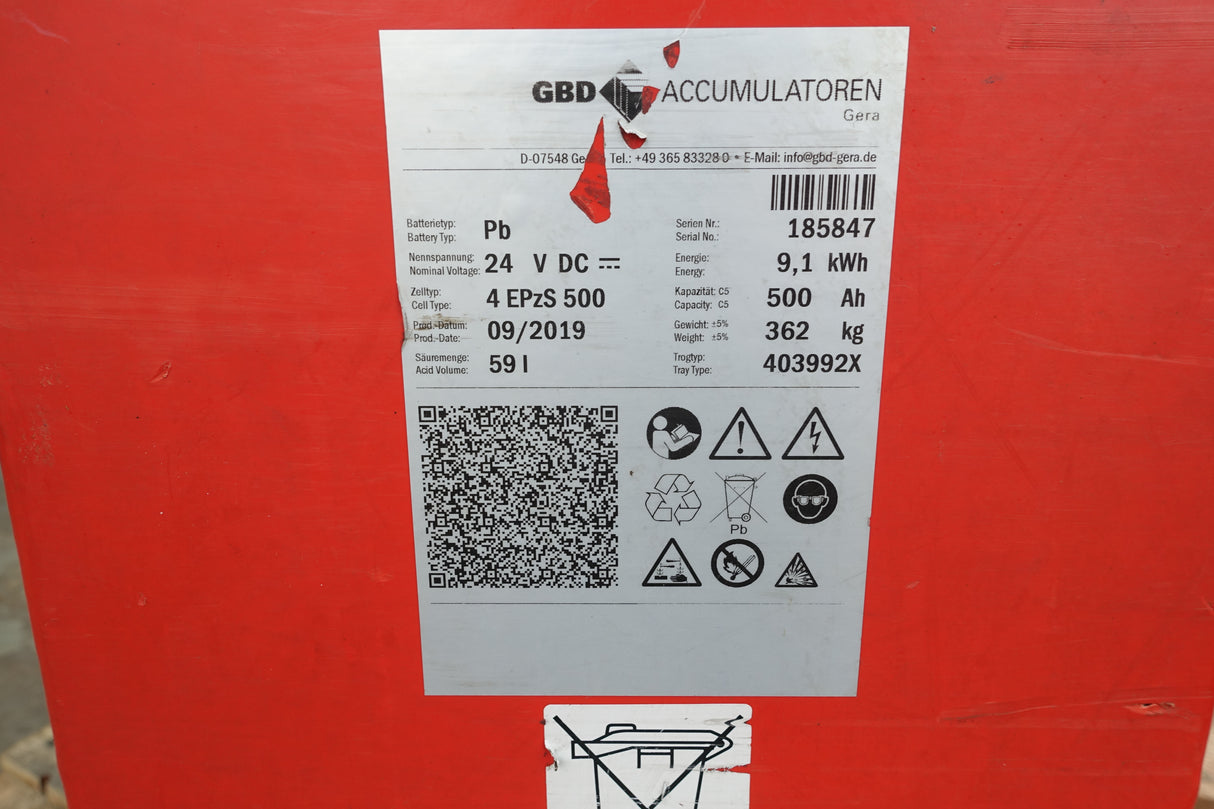 GBD ACCUMULATOREN
Gera
D-07548 Tel.: +49 365 83328 0 • E-Mail: info@gbd-gera.de
Batterietyp: Pb
Battery Typ:
Serien Nr.: 185847
Serial No.:
Nennspannung: 24 V DC
Nominal Voltage:
Energie: 9,1 kWh
Energy:
Zelltyp: 4 EPzS 500
Cell Type:
Kapazität: C5 500 Ah
Capacity: C5
Prod.-Datum: 09/2019
Prod.-Date:
Gewicht: ±5% 362 kg
Weight: ±5%
Säuremenge: 59 l
Acid Volume:
Trogtyp: 403992X
Tray Type:
Pb